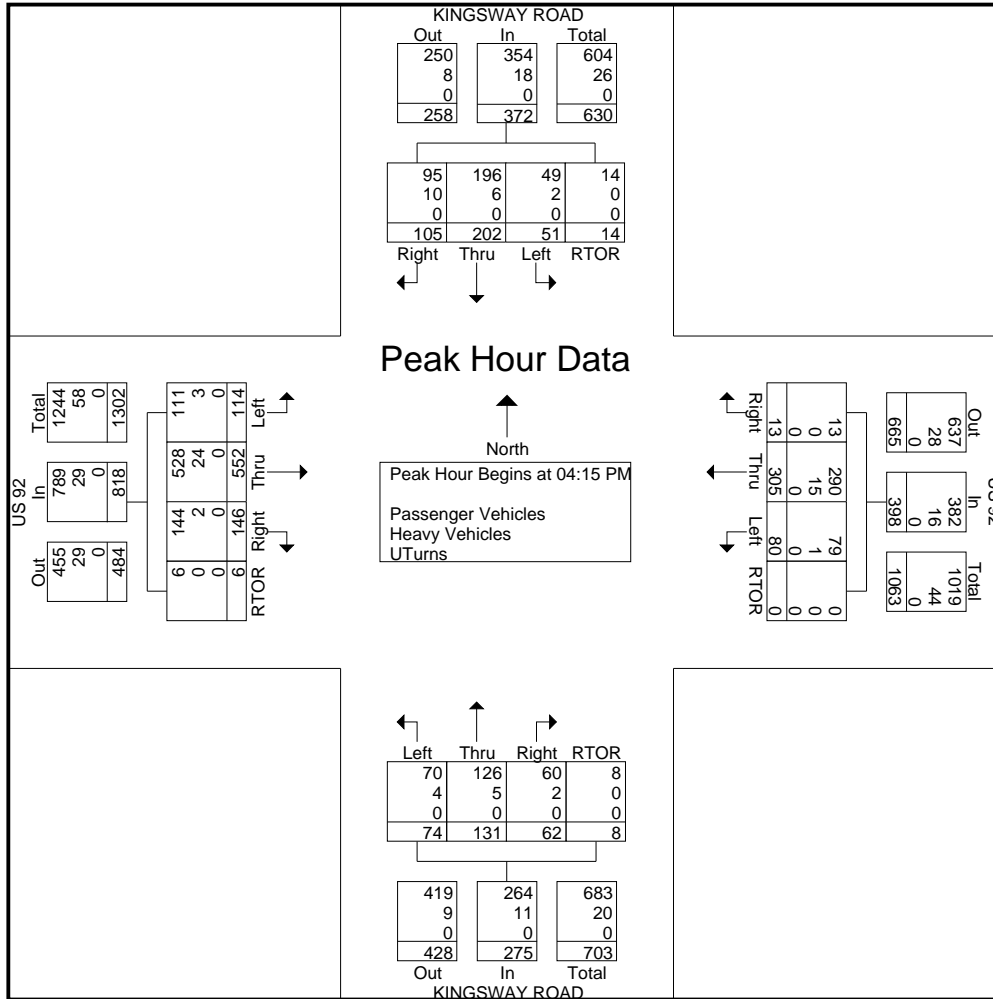 KINGSWAY ROAD
Out In Total
250 354 604
8 18 26
0 0 0
258 372 630
95 196 49 14
10 6 2 0
0 0 0 0
105 202 51 14
Right Thru Left RTOR
Peak Hour Data
North
Peak Hour Begins at 04:15 PM
Passenger Vehicles
Heavy Vehicles
UTurns
US 92
Total In Out
1244 789 455
58 29 29
0 0 0
1302 818 484
Left Thru Right RTOR
111 528 144 6
3 24 2 0
0 0 0 0
114 552 146 6
Right Thru Left RTOR
13 290 79 0
0 15 1 0
0 0 0 0
13 305 80 0
US 92
Out In Total
637 382 1019
28 16 44
0 0 0
665 398 1063
Left Thru Right RTOR
70 126 60 8
4 5 2 0
0 0 0 0
74 131 62 8
419 264 683
9 11 20
0 0 0
428 275 703
Out In Total
KINGSWAY ROAD